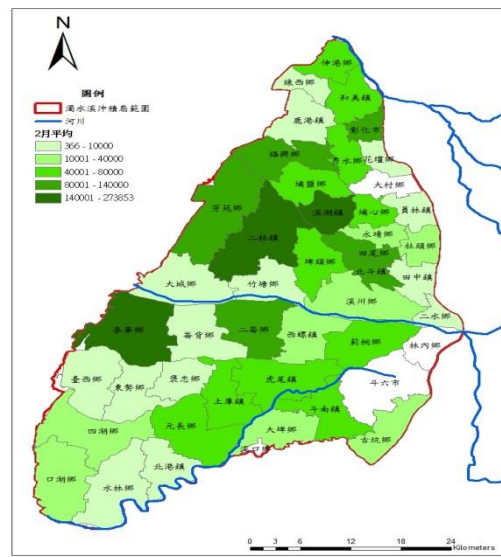 N
圖例
濁水溪沖積扇範圍
河川
2月平均
366 - 10000
10001 - 40000
40001 - 80000
80001 - 140000
140001 - 273853
伸港鄉
線西鄉
和美鎮
鹿港鎮
彰化市
福興鄉
秀水鄉
花壇鄉
大村鄉
埔鹽鄉
芳苑鄉
溪湖鎮
埔心鄉
員林鎮
二林鎮
永靖鄉
社頭鄉
埤頭鄉
田尾鄉
北斗鎮
田中鎮
大城鄉
竹塘鄉
溪州鄉
二水鄉
麥寮鄉
崙背鄉
二崙鄉
西螺鎮
莿桐鄉
林內鄉
臺西鄉
東勢鄉
褒忠鄉
虎尾鎮
斗六市
土庫鎮
斗南鎮
四湖鄉
元長鄉
大埤鄉
古坑鄉
溪口鄉
口湖鄉
水林鄉
北港鎮
0 3 6 12 18 24
Kilometers